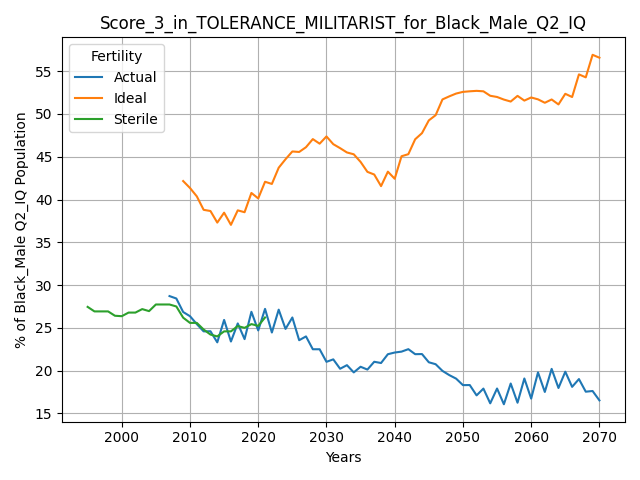 Score_3_in_TOLERANCE_MILITARIST_for_Black_Male_Q2_IQ
Fertility
Actual
Ideal
Sterile
% of Black_Male Q2_IQ Population
55
50
45
40
35
30
25
20
15
2000
2010
2020
2030
2040
2050
2060
2070
Years